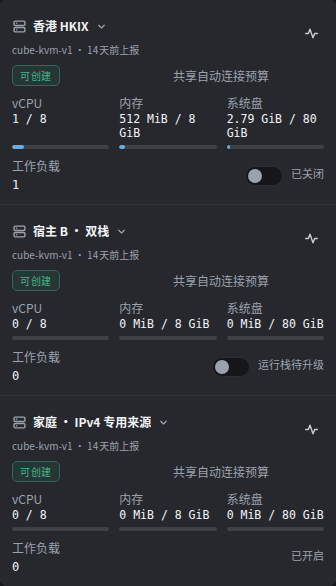 香港 HKIX
cube-kvm-v1 · 14天前上报
可创建 共享自动连接预算
vCPU 内存 系统盘
1 / 8 512 MiB / 8 GiB 2.79 GiB / 80 GiB
工作负载
1 已关闭
宿主 B · 双栈
cube-kvm-v1 · 14天前上报
可创建 共享自动连接预算
vCPU 内存 系统盘
0 / 8 0 MiB / 8 GiB 0 MiB / 80 GiB
工作负载
0 运行栈待升级
家庭 · IPv4 专用来源
cube-kvm-v1 · 14天前上报
可创建 共享自动连接预算
vCPU 内存 系统盘
0 / 8 0 MiB / 8 GiB 0 MiB / 80 GiB
工作负载
0 已开启